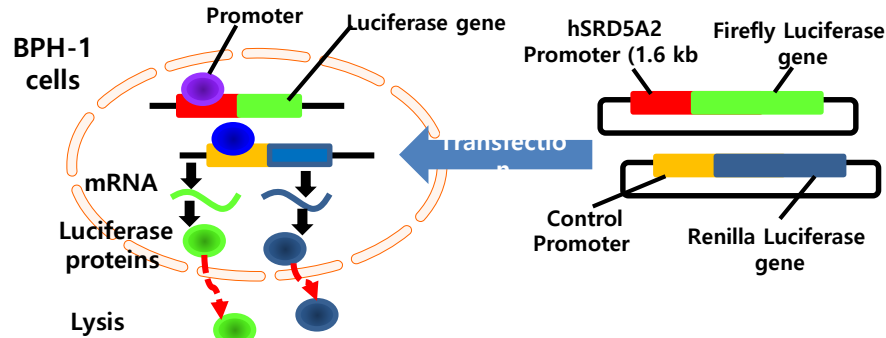 Promoter
Luciferase gene
BPH-1
cells
mRNA
Luciferase
proteins
Lysis
Transfectio
n
hSRD5A2
Promoter (1.6 kb
Firefly Luciferase
gene
Control
Promoter
Renilla Luciferase
gene